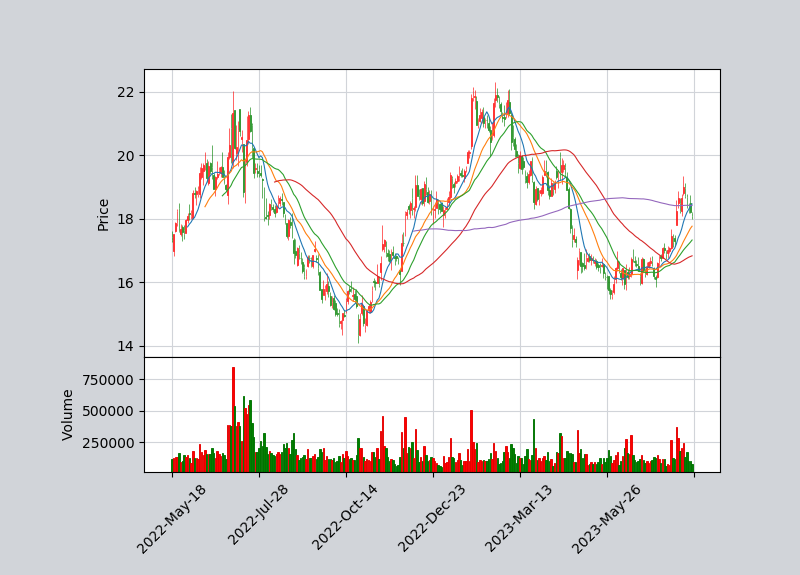 22
20
18
16
14
Price
750000
500000
250000
Volume
2022-May-18
2022-Jul-28
2022-Oct-14
2022-Dec-23
2023-Mar-13
2023-May-26